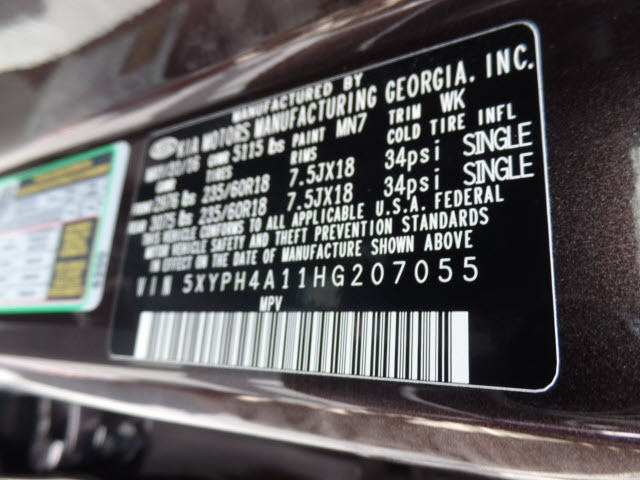 MANUFACTURED BY
KIA MOTORS MANUFACTURING GEORGIA. INC.
GVWR 5115 lbs PAINT MN7 TRIM WK
TIRES RIMS COLD TIRE INFL
2976 lbs 235/60R18 7.5JX18 34psi SINGLE
3075 lbs 235/60R18 7.5JX18 34psi SINGLE
THIS VEHICLE CONFORMS TO ALL APPLICABLE U.S.A. FEDERAL
MOTOR VEHICLE SAFETY AND THEFT PREVENTION STANDARDS
IN EFFECT ON THE DATE OF MANUFACTURE SHOWN ABOVE
VIN 5XYPH4A11HG207055
MPV